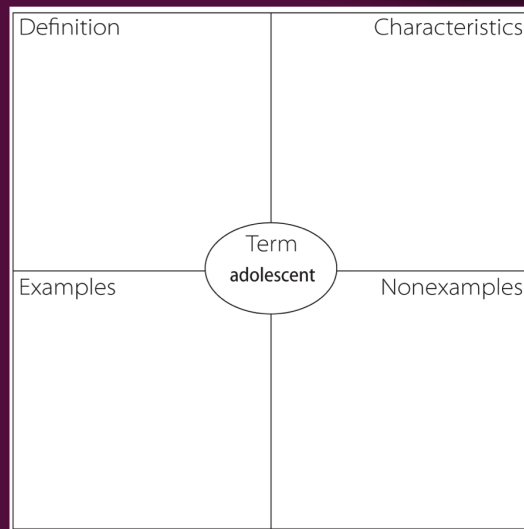 Definition
Characteristics
Term
adolescent
Examples
Nonexamples